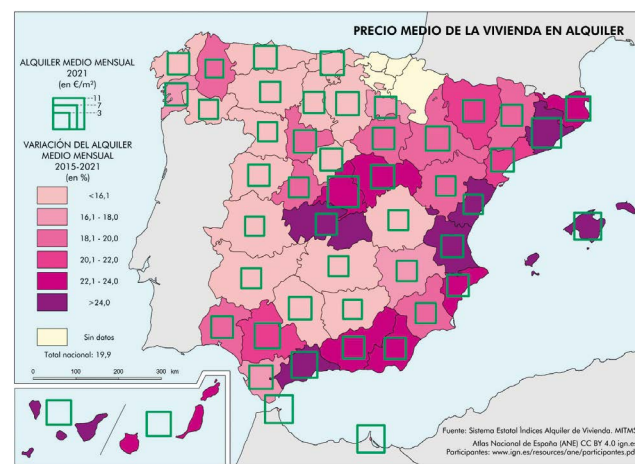 PRECIO MEDIO DE LA VIVIENDA EN ALQUILER
ALQUILER MEDIO MENSUAL
2021
(en €/m²)
11
7
3
VARIACIÓN DEL ALQUILER
MEDIO MENSUAL
2015-2021
(en %)
<16,1
16,1 - 18,0
18,1 - 20,0
20,1 - 22,0
22,1 - 24,0
>24,0
Sin datos
Total nacional: 19,9
0 100 200 300 km
Fuente: Sistema Estatal Índices Alquiler de Vivienda. MITMS
Atlas Nacional de España (ANE) CC BY 4.0 ign.es
Participantes: www.ign.es/resources/ane/participantes.pdf